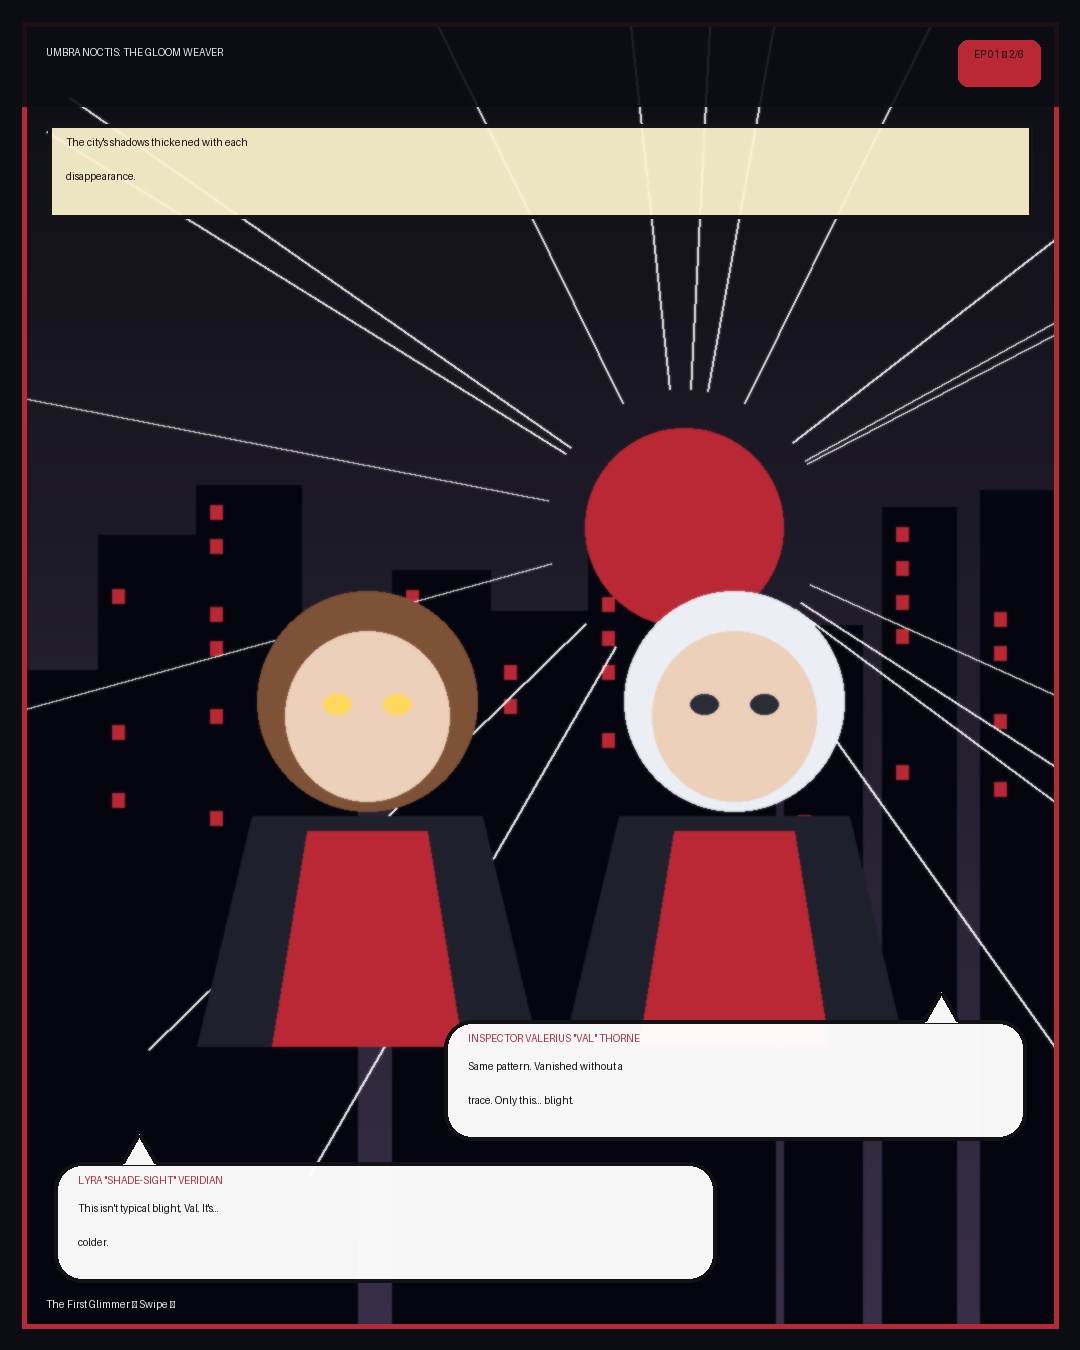 UMBRA NOCTIS: THE GLOOM WEAVER
EP 01 ▯ 2/6
The city's shadows thickened with each
disappearance.
INSPECTOR VALERIUS "VAL" THORNE
Same pattern. Vanished without a
trace. Only this... blight.
LYRA "SHADE-SIGHT" VERIDIAN
This isn't typical blight, Val. It's...
colder.
The First Glimmer ▯ Swipe ▯